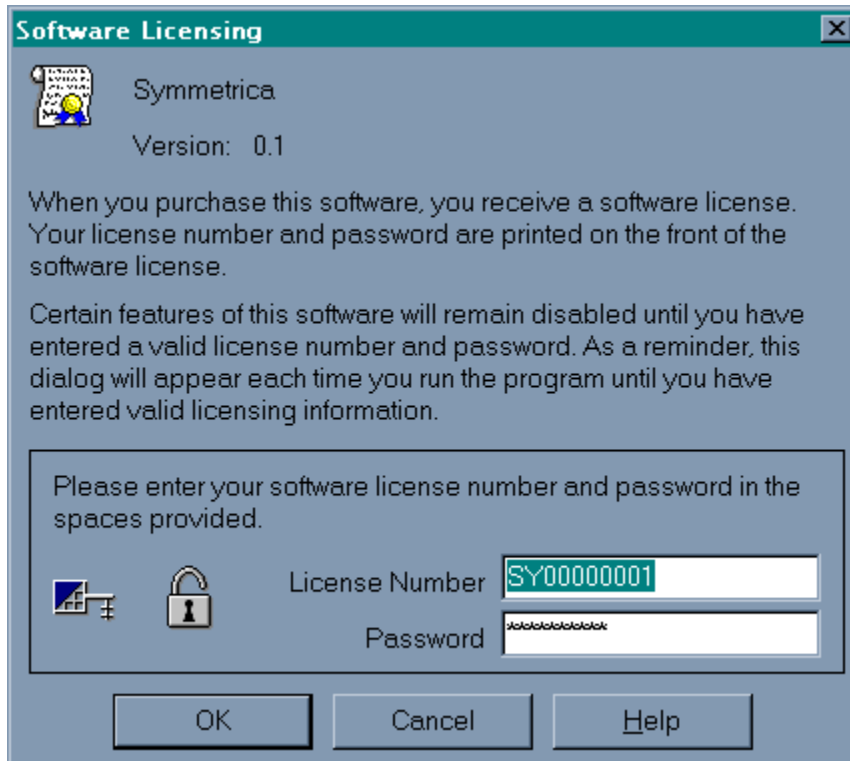 Software Licensing
Symmetrica
Version: 0.1
When you purchase this software, you receive a software license.
Your license number and password are printed on the front of the
software license.
Certain features of this software will remain disabled until you have
entered a valid license number and password. As a reminder, this
dialog will appear each time you run the program until you have
entered valid licensing information.
Please enter your software license number and password in the
spaces provided.
License Number SY00000001
Password ***********
OK Cancel Help